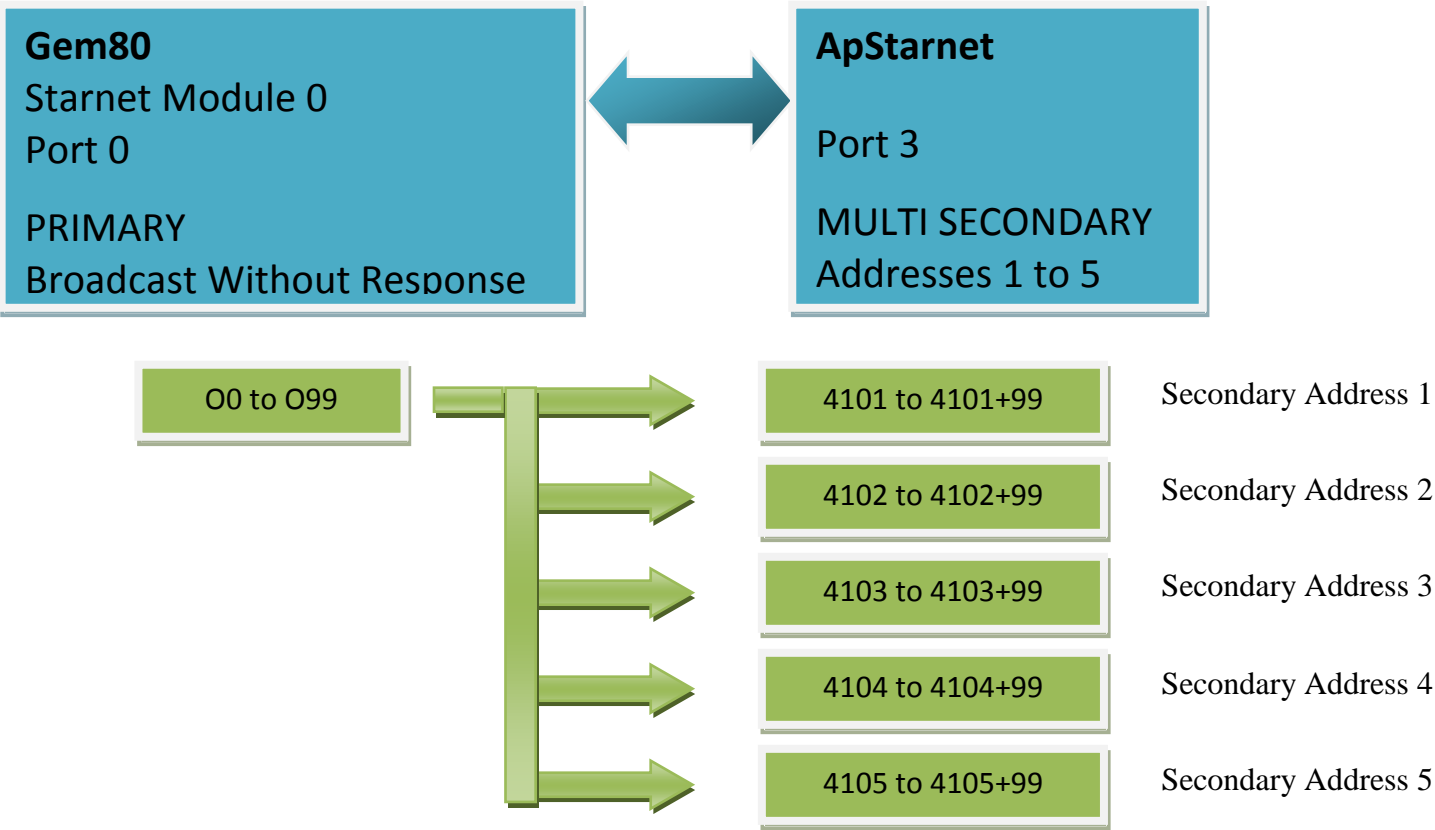 Gem80
Starnet Module 0
Port 0
PRIMARY
Broadcast Without Response
ApStarnet
Port 3
MULTI SECONDARY
Addresses 1 to 5
O0 to O99
4101 to 4101+99
Secondary Address 1
4102 to 4102+99
Secondary Address 2
4103 to 4103+99
Secondary Address 3
4104 to 4104+99
Secondary Address 4
4105 to 4105+99
Secondary Address 5